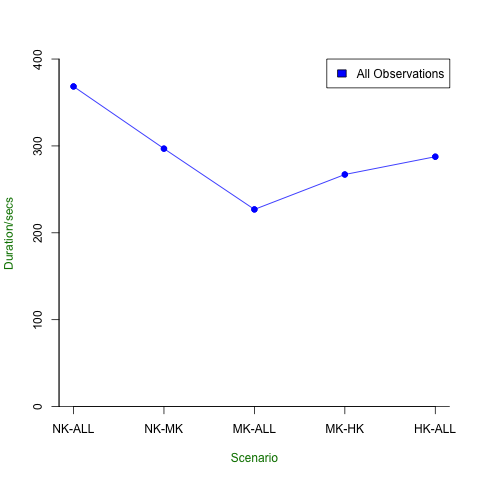 All Observations
400
300
200
100
0
Duration/secs
NK-ALL NK-MK MK-ALL MK-HK HK-ALL
Scenario